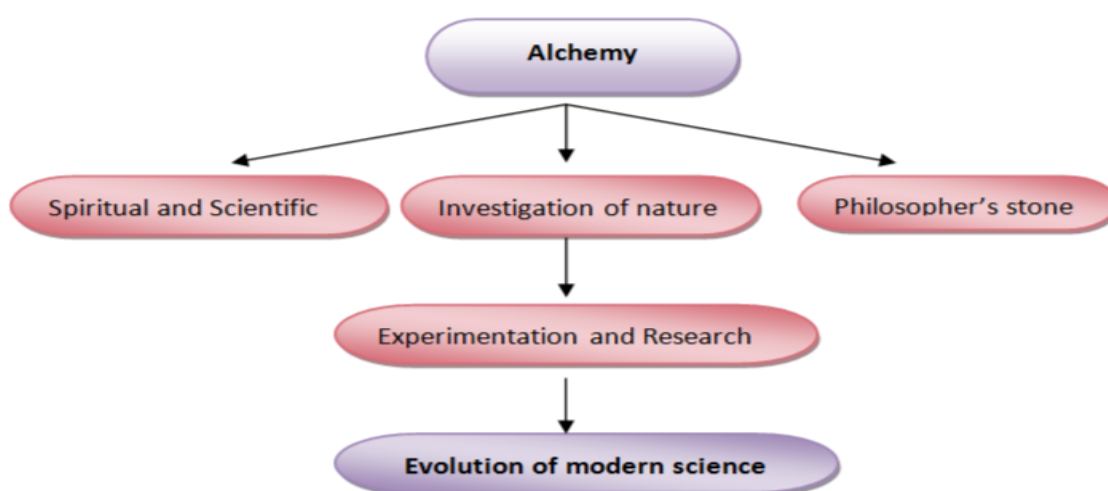 Alchemy
Spiritual and Scientific
Investigation of nature
Philosopher’s stone
Experimentation and Research
Evolution of modern science